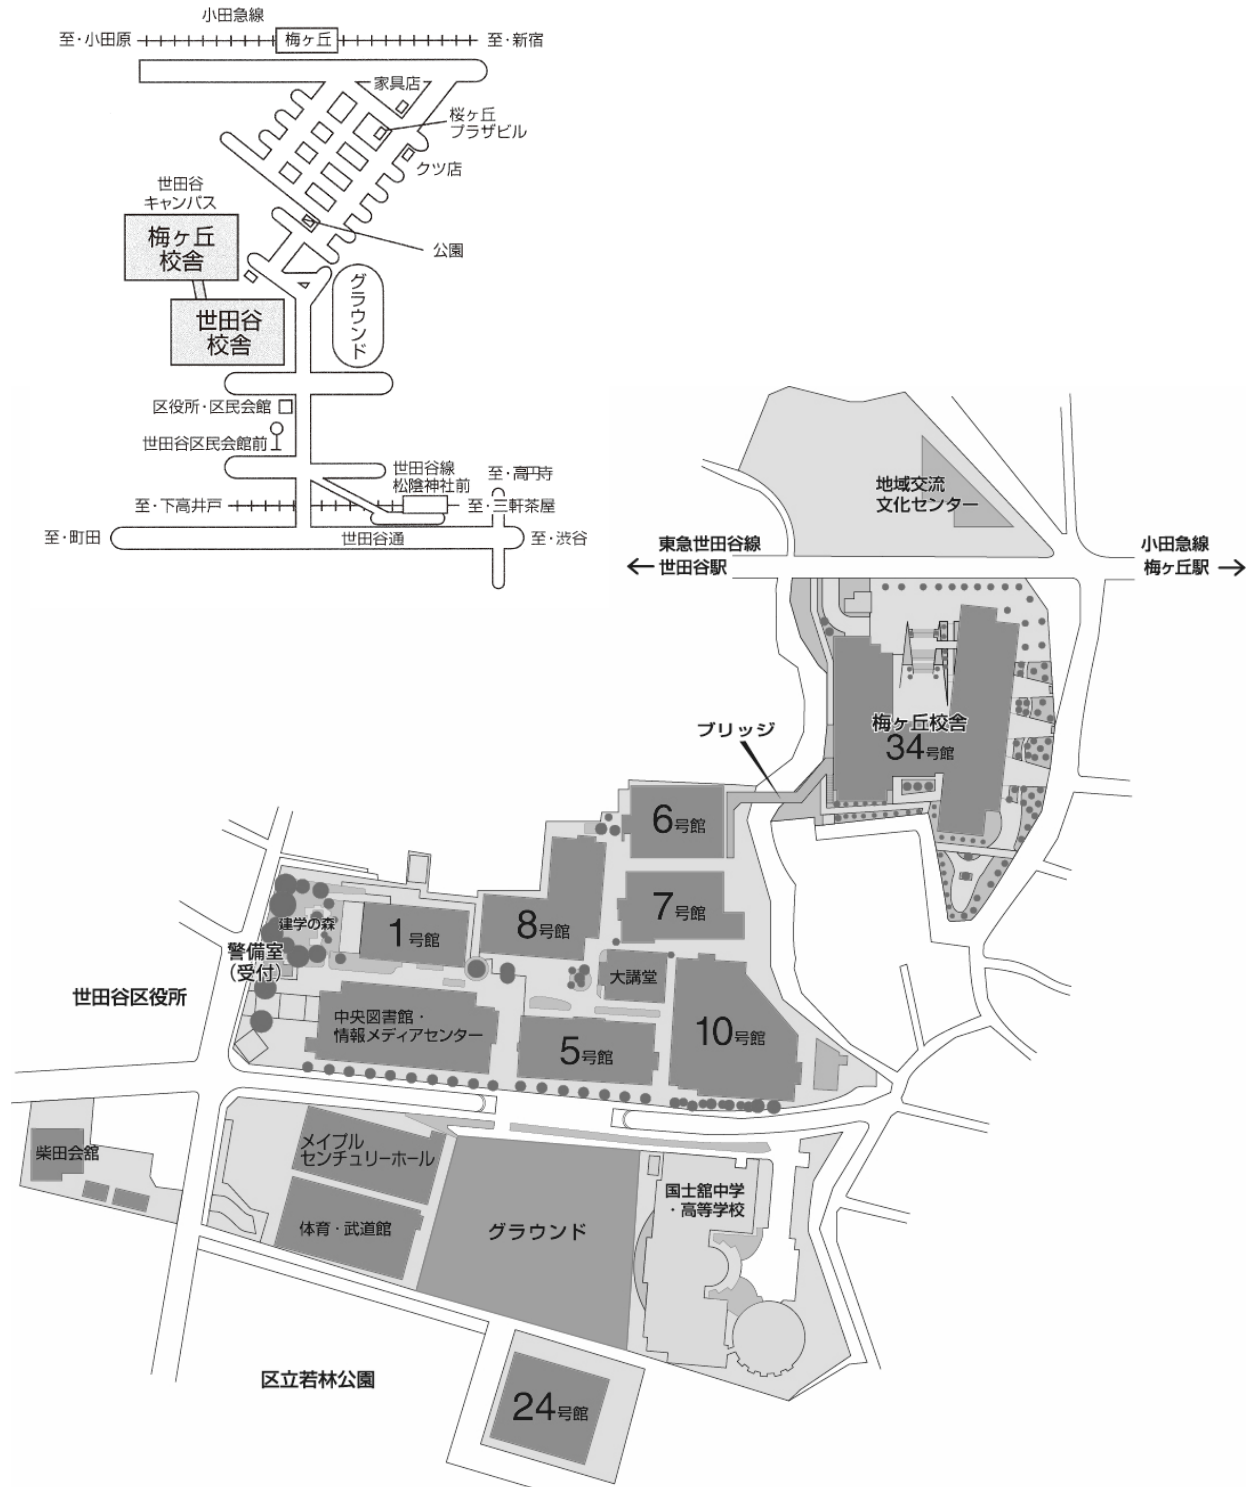 小田急線
至・小田原
梅ヶ丘
至・新宿
家具店
桜ヶ丘
プラザビル
クツ店
世田谷
キャンパス
梅ヶ丘
校舎
公園
世田谷
校舎
グラウンド
区役所・区民会館
世田谷区民会館前
世田谷線
松陰神社前
至・高円寺
至・下高井戸
至・三軒茶屋
至・町田
世田谷通
至・渋谷
地域交流
文化センター
東急世田谷線
世田谷駅
小田急線
梅ヶ丘駅
梅ヶ丘校舎
34号館
ブリッジ
6号館
7号館
8号館
1号館
建学の森
警備室
(受付)
大講堂
世田谷区役所
中央図書館・
情報メディアセンター
5号館
10号館
柴田会舘
メイプル
センチュリーホール
体育・武道館
グラウンド
国士舘中学
・高等学校
区立若林公園
24号館